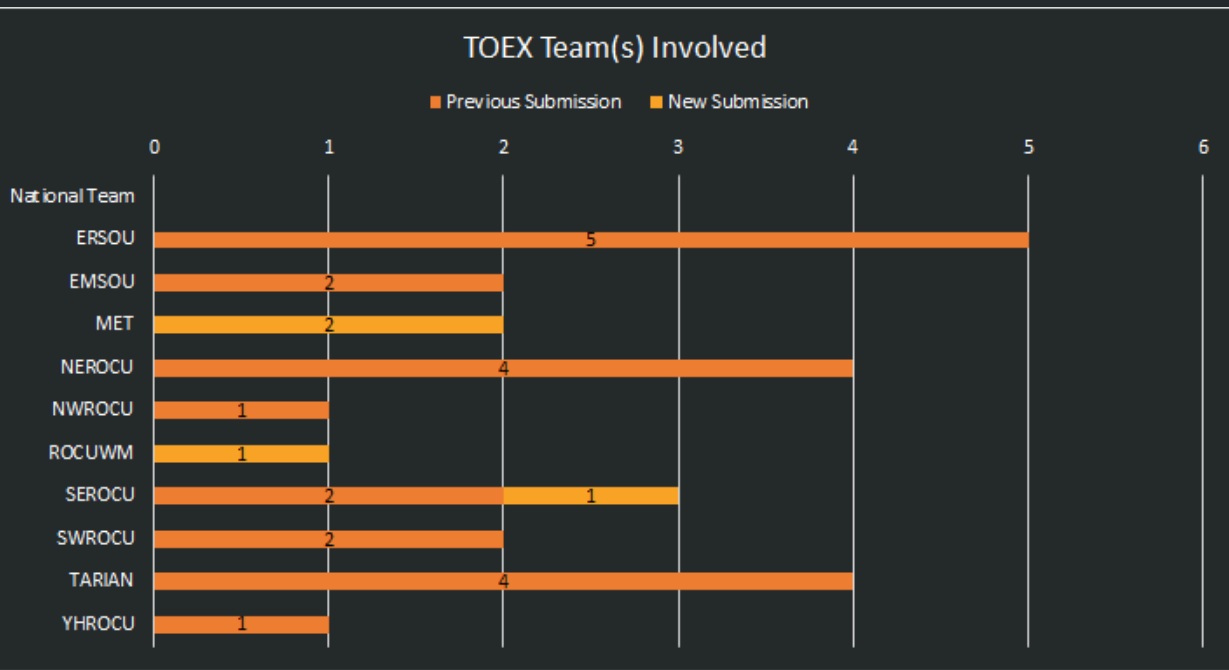 TOEX Team(s) Involved
Previous Submission New Submission
0 1 2 3 4 5 6
National Team
ERSOU 5
EMSOU 2
MET 2
NEROCU 4
NWROCU 1
ROCUWM 1
SEROCU 2 1
SWROCU 2
TARIAN 4
YHROCU 1